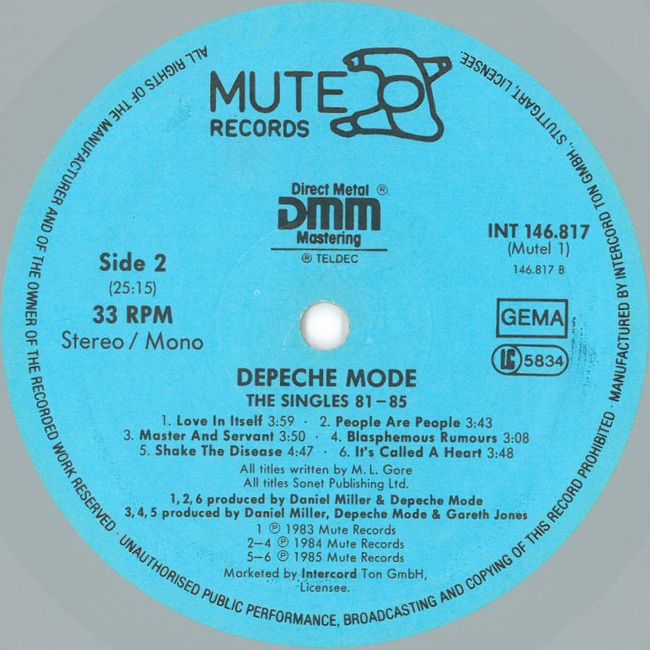 MUTE
RECORDS
Direct Metal ®
DMM
Mastering
® TELDEC
INT 146.817
(Mutel 1)
146.817 B
Side 2
(25:15)
33 RPM
Stereo / Mono
GEMA
LC 5834
DEPECHE MODE
THE SINGLES 81–85
1. Love In Itself 3:59 · 2. People Are People 3:43
3. Master And Servant 3:50 · 4. Blasphemous Rumours 3:08
5. Shake The Disease 4:47 · 6. It's Called A Heart 3:48
All titles written by M. L. Gore
All titles Sonet Publishing Ltd.
1, 2, 6 produced by Daniel Miller & Depeche Mode
3, 4, 5 produced by Daniel Miller, Depeche Mode & Gareth Jones
1 ℗ 1983 Mute Records
2–4 ℗ 1984 Mute Records
5–6 ℗ 1985 Mute Records
Marketed by Intercord Ton GmbH,
Licensee.
ALL RIGHTS OF THE MANUFACTURER AND OF THE OWNER OF THE RECORDED WORK RESERVED · UNAUTHORISED PUBLIC PERFORMANCE, BROADCASTING AND COPYING OF THIS RECORD PROHIBITED · MANUFACTURED BY INTERCORD TON GMBH., STUTTGART, LICENSEE.